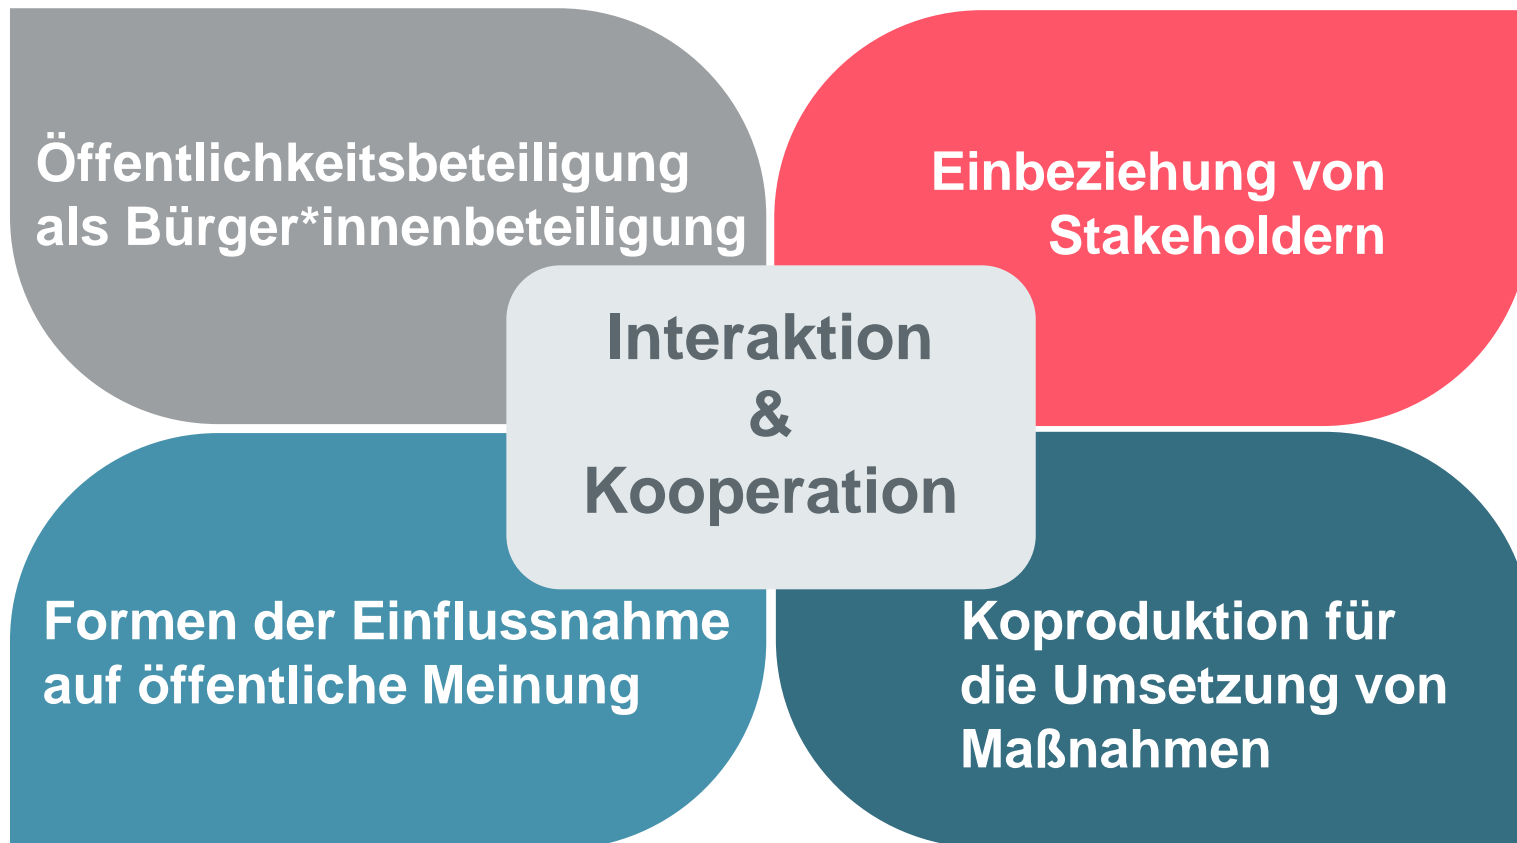 Öffentlichkeitsbeteiligung
als Bürger*innenbeteiligung
Einbeziehung von
Stakeholdern
Interaktion
&
Kooperation
Formen der Einflussnahme
auf öffentliche Meinung
Koproduktion für
die Umsetzung von
Maßnahmen